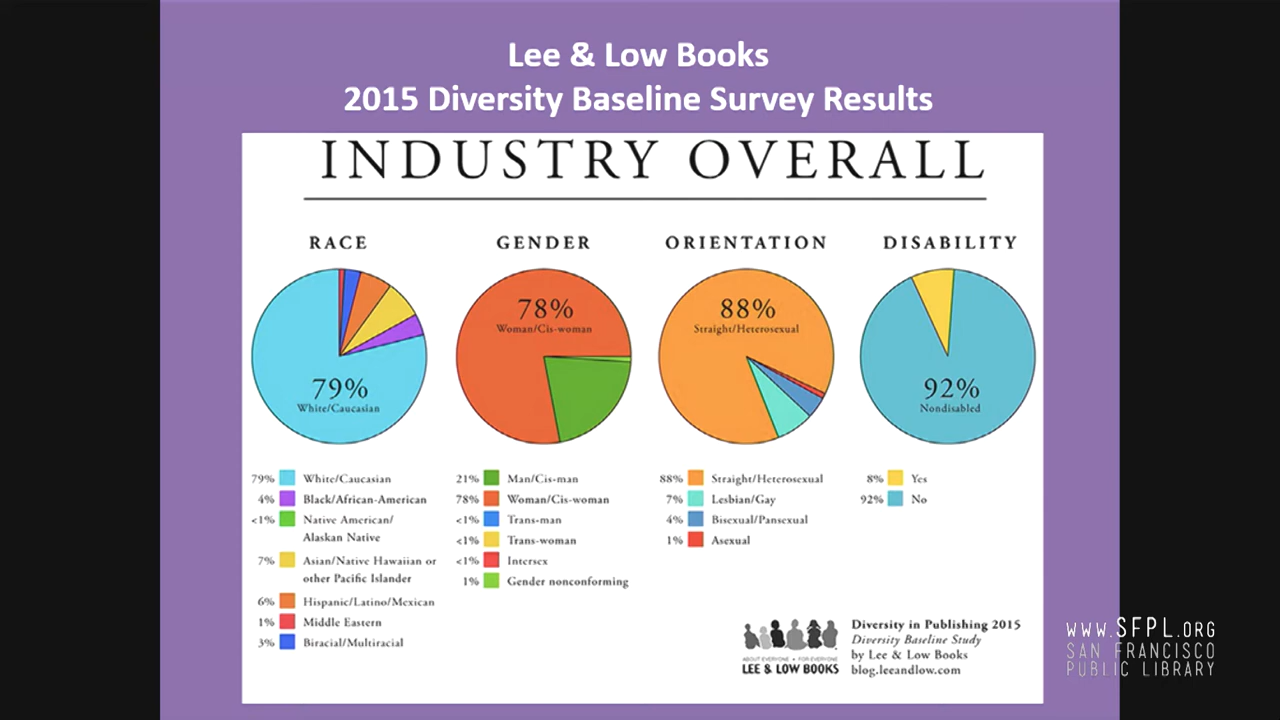 Lee & Low Books
2015 Diversity Baseline Survey Results
INDUSTRY OVERALL
RACE
79%
White/Caucasian
79% White/Caucasian
4% Black/African-American
<1% Native American/
Alaskan Native
7% Asian/Native Hawaiian or
other Pacific Islander
6% Hispanic/Latino/Mexican
1% Middle Eastern
3% Biracial/Multiracial
GENDER
78%
Woman/Cis-woman
21% Man/Cis-man
78% Woman/Cis-woman
<1% Trans-man
<1% Trans-woman
<1% Intersex
1% Gender nonconforming
ORIENTATION
88%
Straight/Heterosexual
88% Straight/Heterosexual
7% Lesbian/Gay
4% Bisexual/Pansexual
1% Asexual
DISABILITY
92%
Nondisabled
8% Yes
92% No
ABOUT EVERYONE • FOR EVERYONE
LEE & LOW BOOKS
Diversity in Publishing 2015
Diversity Baseline Study
by Lee & Low Books
blog.leeandlow.com
WWW.SFPL.ORG
SAN FRANCISCO
PUBLIC LIBRARY